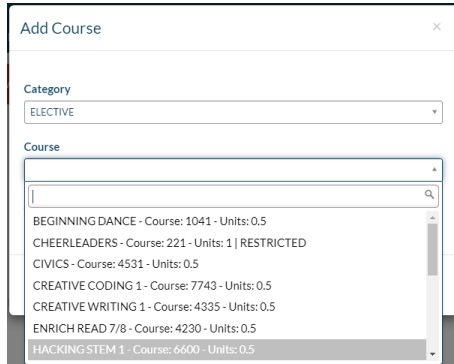 Add Course
×
Category
ELECTIVE
Course
BEGINNING DANCE - Course: 1041 - Units: 0.5
CHEERLEADERS - Course: 221 - Units: 1 | RESTRICTED
CIVICS - Course: 4531 - Units: 0.5
CREATIVE CODING 1 - Course: 7743 - Units: 0.5
CREATIVE WRITING 1 - Course: 4335 - Units: 0.5
ENRICH READ 7/8 - Course: 4230 - Units: 0.5
HACKING STEM 1 - Course: 6600 - Units: 0.5